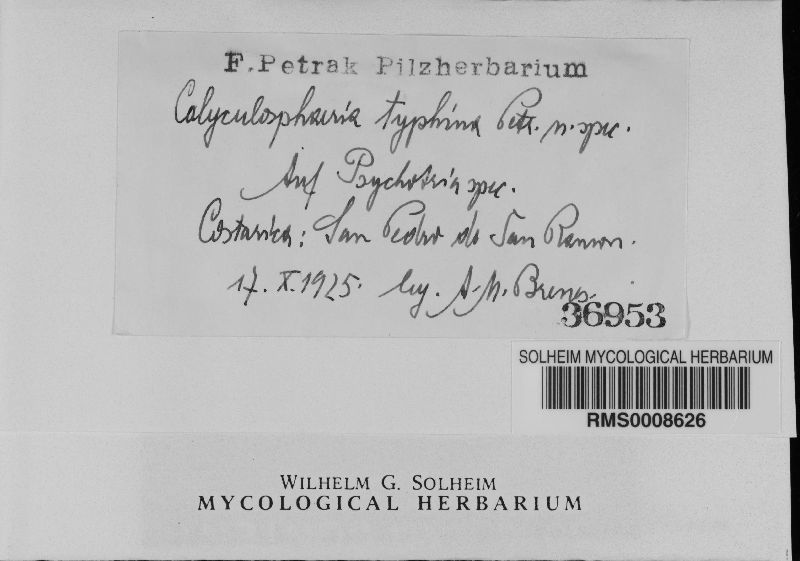 F. Petrak Pilzherbarium
Calyculosphaeria typhina Petr. n. spec.
Auf Psychotria spec.
Costarica: San Pedro de San Ramon.
17. X. 1925. leg. A. M. Brenes.
36953
SOLHEIM MYCOLOGICAL HERBARIUM
RMS0008626
WILHELM G. SOLHEIM
MYCOLOGICAL HERBARIUM